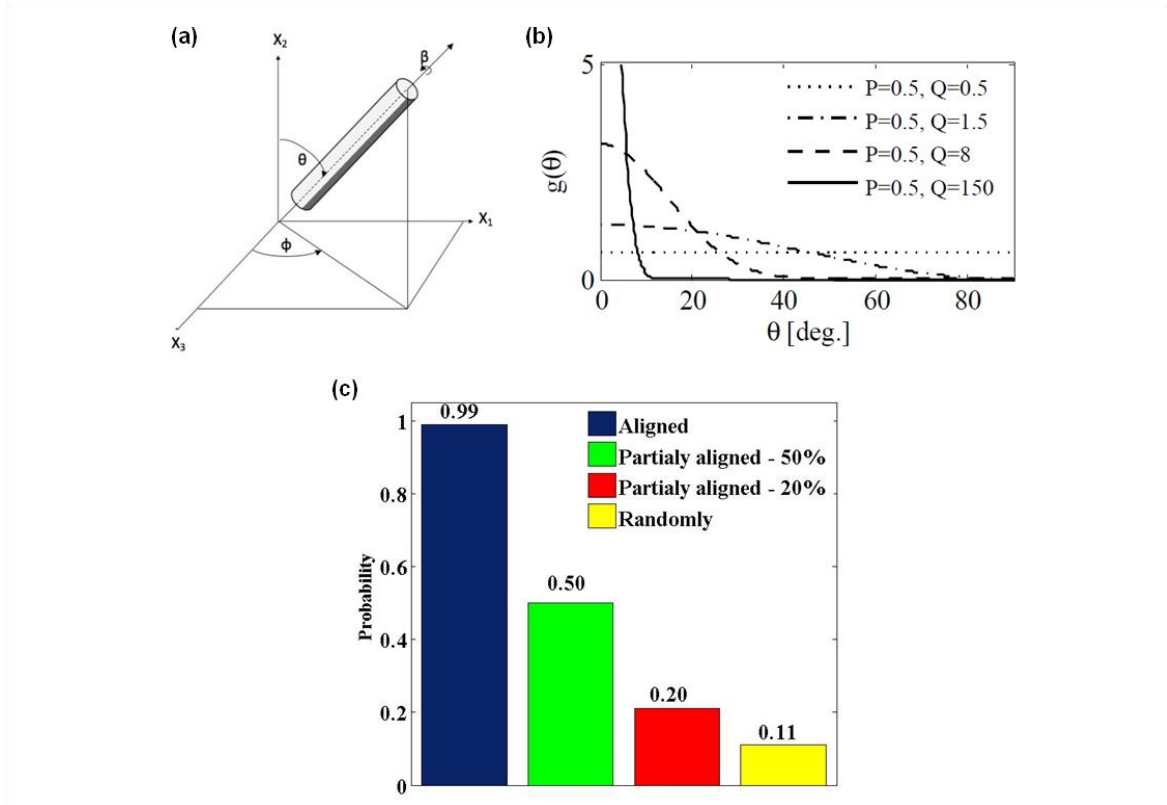 (a)
X₂
β
θ
X₁
ϕ
X₃
(b)
5
P=0.5, Q=0.5
P=0.5, Q=1.5
P=0.5, Q=8
P=0.5, Q=150
g(θ)
0
0 20 40 60 80
θ [deg.]
(c)
0.99
1
Aligned
Partialy aligned - 50%
Partialy aligned - 20%
Randomly
0.8
0.6
0.50
Probability
0.4
0.20
0.2
0.11
0